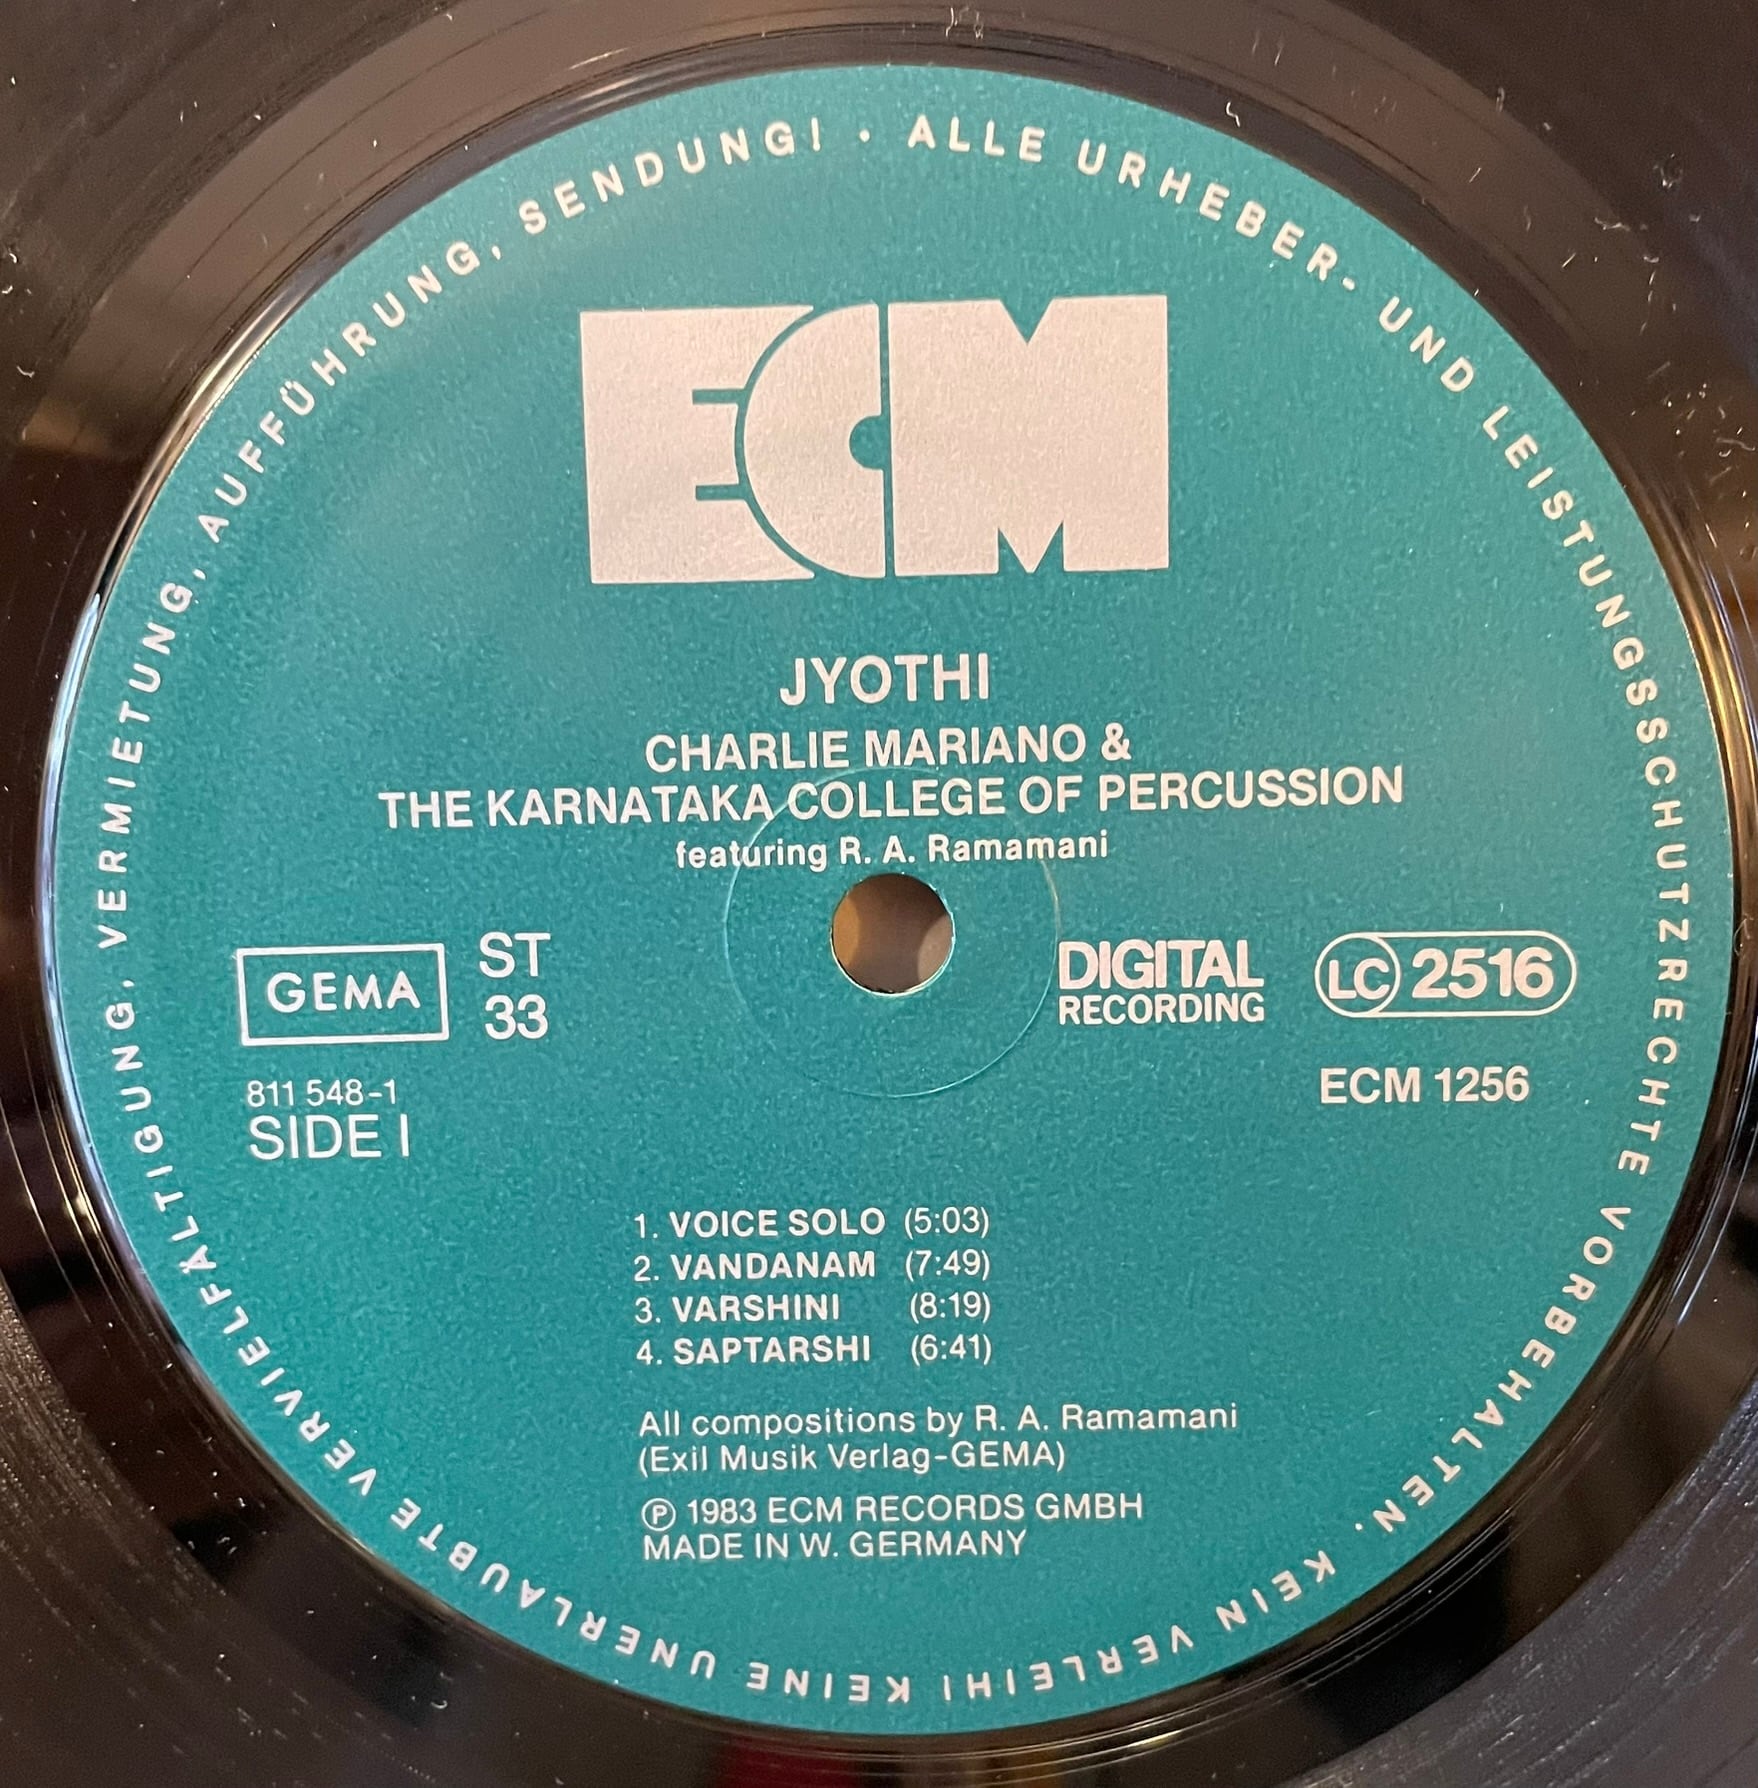 ALLE URHEBER- UND LEISTUNGSSCHUTZRECHTE VORBEHALTEN. KEIN VERLEIH! KEINE UNERLAUBTE VERVIELFÄLTIGUNG, VERMIETUNG, AUFFÜHRUNG, SENDUNG! ·
ECM
JYOTHI
CHARLIE MARIANO &
THE KARNATAKA COLLEGE OF PERCUSSION
featuring R. A. Ramamani
GEMA
ST
33
DIGITAL
RECORDING
LC 2516
811 548-1
SIDE I
ECM 1256
1. VOICE SOLO (5:03)
2. VANDANAM (7:49)
3. VARSHINI (8:19)
4. SAPTARSHI (6:41)
All compositions by R. A. Ramamani
(Exil Musik Verlag-GEMA)
℗ 1983 ECM RECORDS GMBH
MADE IN W. GERMANY